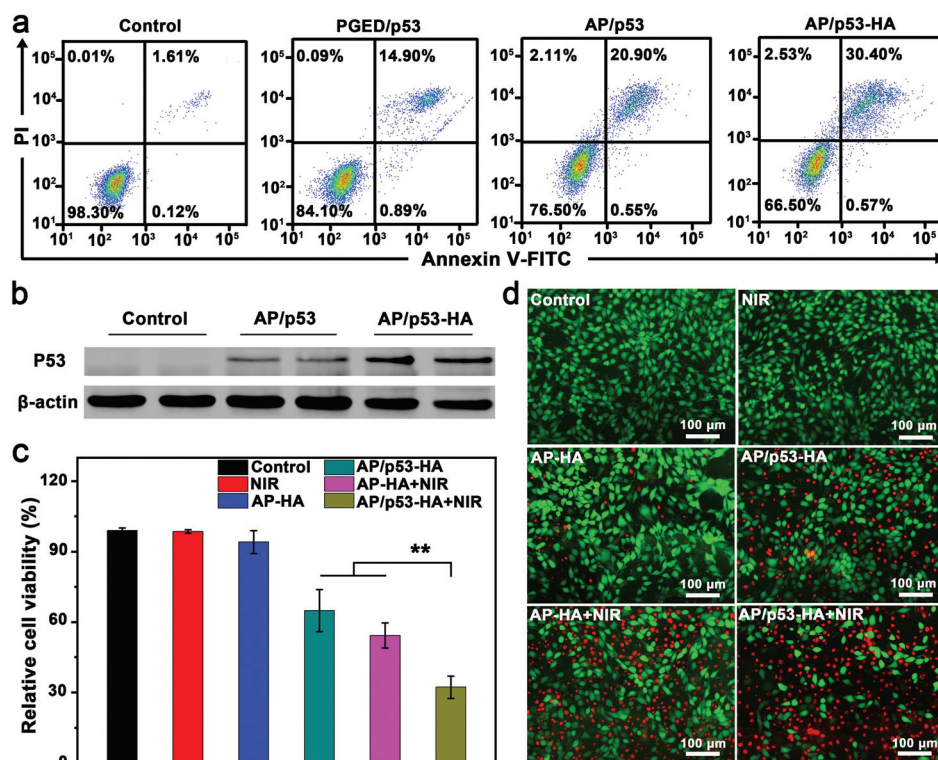 a
Control
PGED/p53
AP/p53
AP/p53-HA
0.01% 1.61%
98.30% 0.12%
0.09% 14.90%
84.10% 0.89%
2.11% 20.90%
76.50% 0.55%
2.53% 30.40%
66.50% 0.57%
10⁵
10⁴
10³
10²
10¹
10⁵
10⁴
10³
10²
10¹
10⁵
10⁴
10³
10²
10¹
10⁵
10⁴
10³
10²
10¹
10¹ 10² 10³ 10⁴ 10⁵
10¹ 10² 10³ 10⁴ 10⁵
10¹ 10² 10³ 10⁴ 10⁵
10¹ 10² 10³ 10⁴ 10⁵
PI
Annexin V-FITC
b
Control AP/p53 AP/p53-HA
P53
β-actin
c
Relative cell viability (%)
120
90
60
30
0
Control
NIR
AP-HA
AP/p53-HA
AP-HA+NIR
AP/p53-HA+NIR
**
d
Control
100 µm
NIR
100 µm
AP-HA
100 µm
AP/p53-HA
100 µm
AP-HA+NIR
100 µm
AP/p53-HA+NIR
100 µm